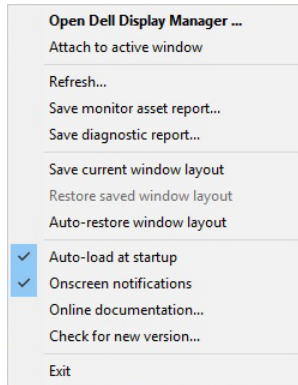 Open Dell Display Manager ...
Attach to active window
Refresh...
Save monitor asset report...
Save diagnostic report...
Save current window layout
Restore saved window layout
Auto-restore window layout
Auto-load at startup
Onscreen notifications
Online documentation...
Check for new version...
Exit